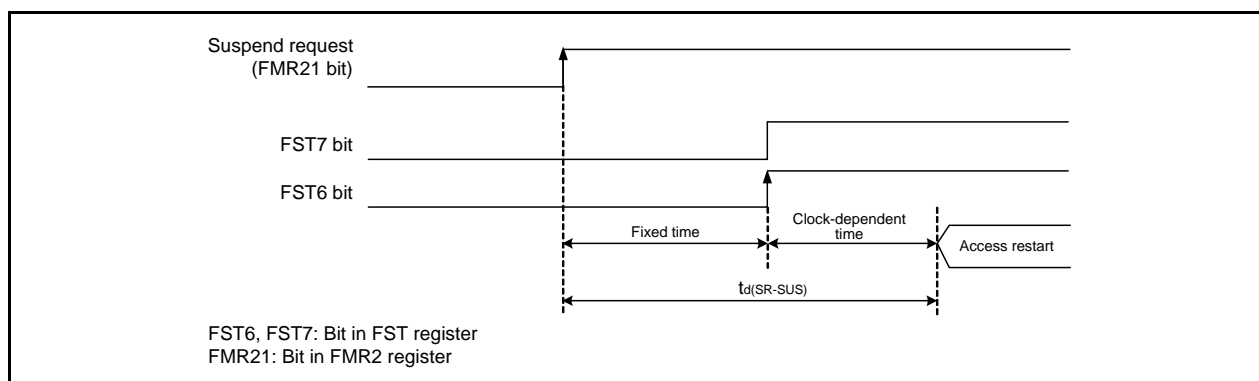 Suspend request
(FMR21 bit)
FST7 bit
FST6 bit
Fixed time
Clock-dependent
time
Access restart
td(SR-SUS)
FST6, FST7: Bit in FST register
FMR21: Bit in FMR2 register